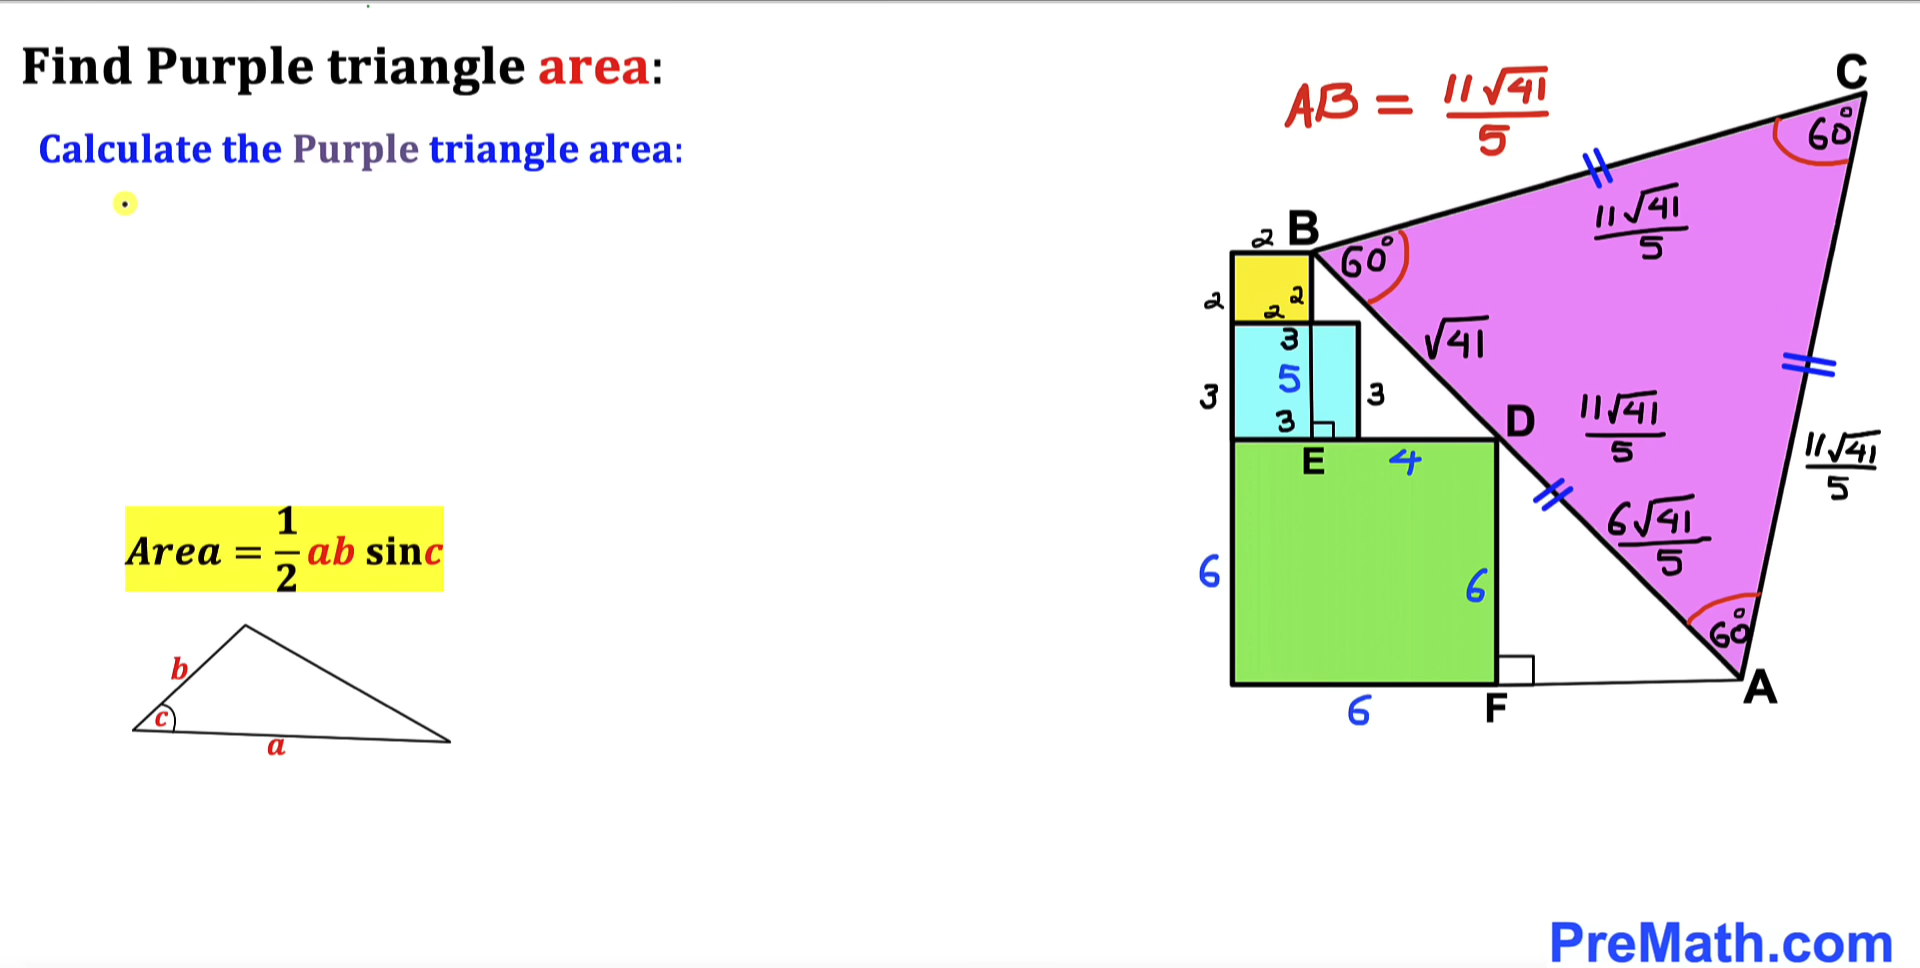 Find Purple triangle area:
Calculate the Purple triangle area:
Area = 1/2 ab sinc
b
c
a
AB = 11√41/5
C
60°
11√41/5
2 B
60°
2
2 2
3
√41
5
3
3
3
D
11√41/5
11√41/5
E
4
6√41/5
6
6
60°
A
6
F
PreMath.com